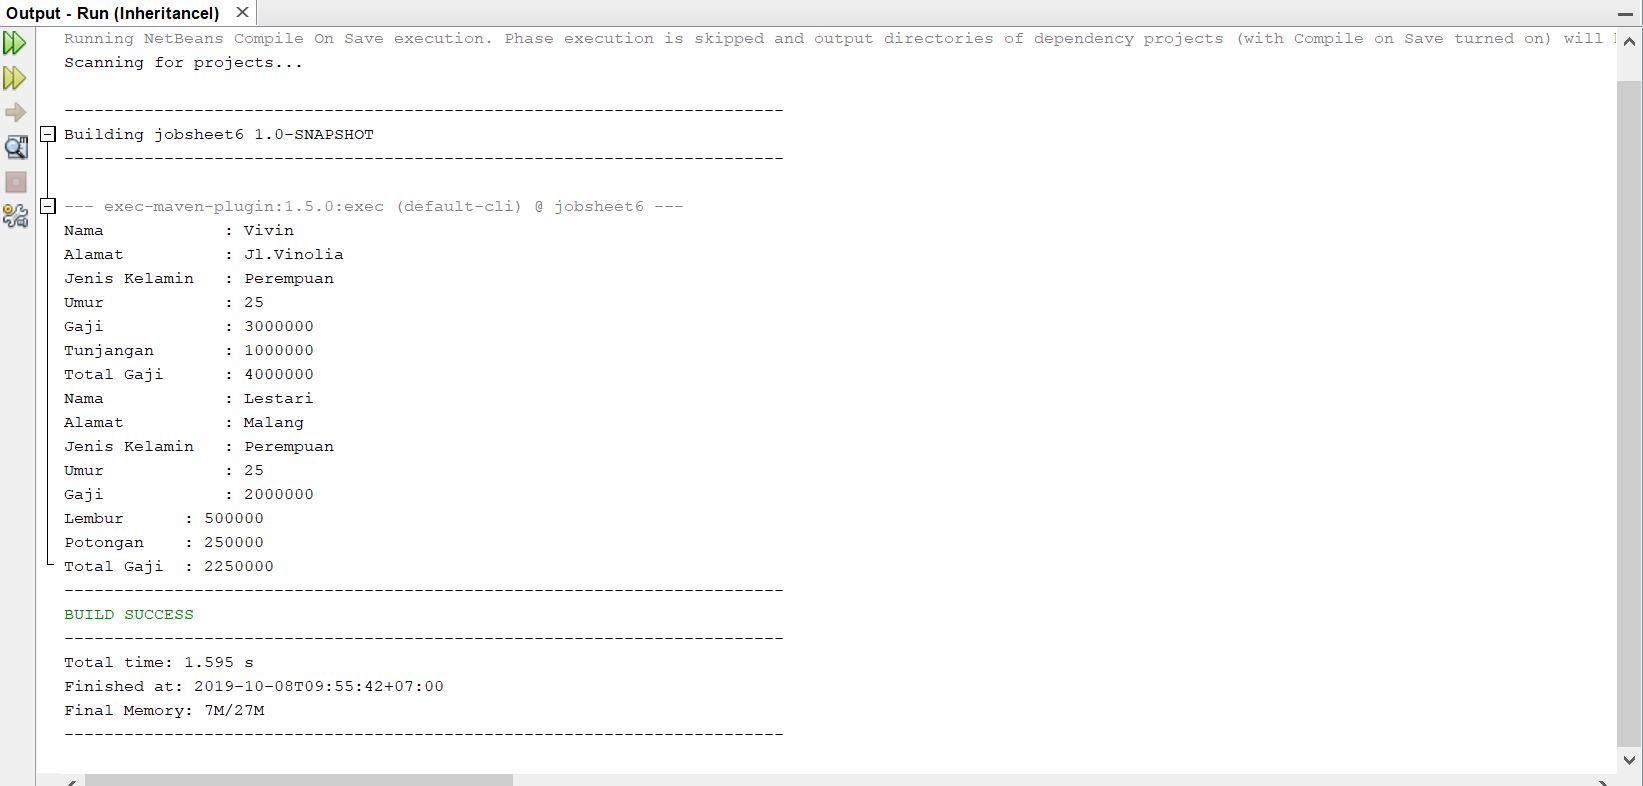 Output - Run (Inheritance1)
Running NetBeans Compile On Save execution. Phase execution is skipped and output directories of dependency projects (with Compile on Save turned on) will
Scanning for projects...
------------------------------------------------------------------------
Building jobsheet6 1.0-SNAPSHOT
------------------------------------------------------------------------
--- exec-maven-plugin:1.5.0:exec (default-cli) @ jobsheet6 ---
Nama            : Vivin
Alamat          : Jl.Vinolia
Jenis Kelamin   : Perempuan
Umur            : 25
Gaji            : 3000000
Tunjangan       : 1000000
Total Gaji      : 4000000
Nama            : Lestari
Alamat          : Malang
Jenis Kelamin   : Perempuan
Umur            : 25
Gaji            : 2000000
Lembur      : 500000
Potongan    : 250000
Total Gaji  : 2250000
------------------------------------------------------------------------
BUILD SUCCESS
------------------------------------------------------------------------
Total time: 1.595 s
Finished at: 2019-10-08T09:55:42+07:00
Final Memory: 7M/27M
------------------------------------------------------------------------